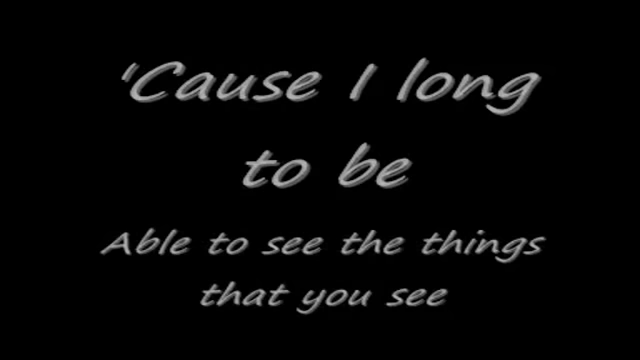 'Cause I long
to be
Able to see the things
that you see